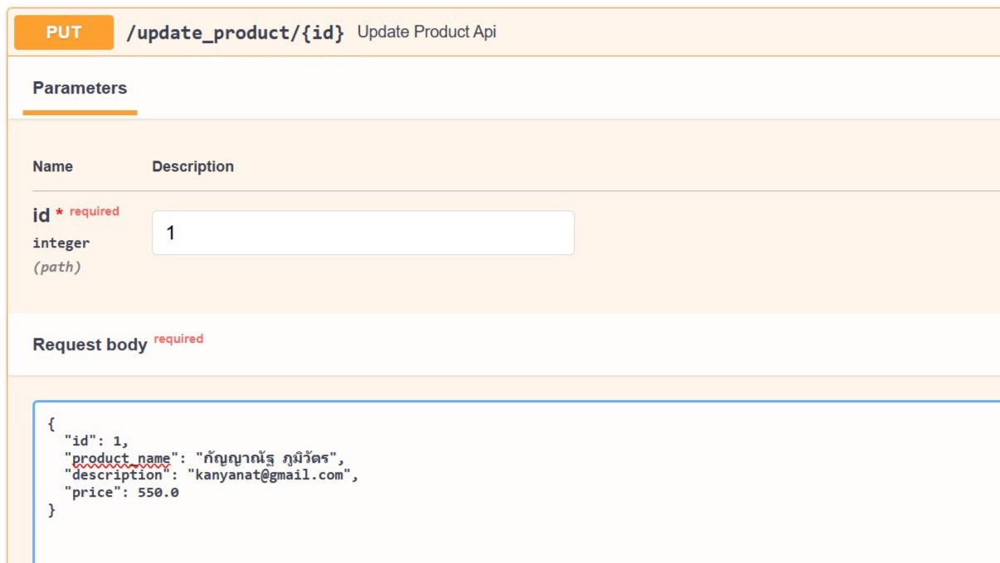 PUT /update_product/{id} Update Product Api
Parameters
Name Description
id * required
1
integer
(path)
Request body required
{
"id": 1,
"product_name": "กัญญาณัฐ ภูมิวัตร",
"description": "kanyanat@gmail.com",
"price": 550.0
}